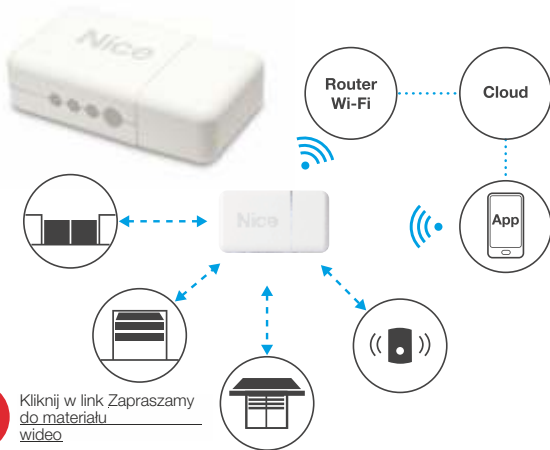 Nice
Router
Wi-Fi
Cloud
Nice
App
Kliknij w link Zapraszamy
do materiału
wideo